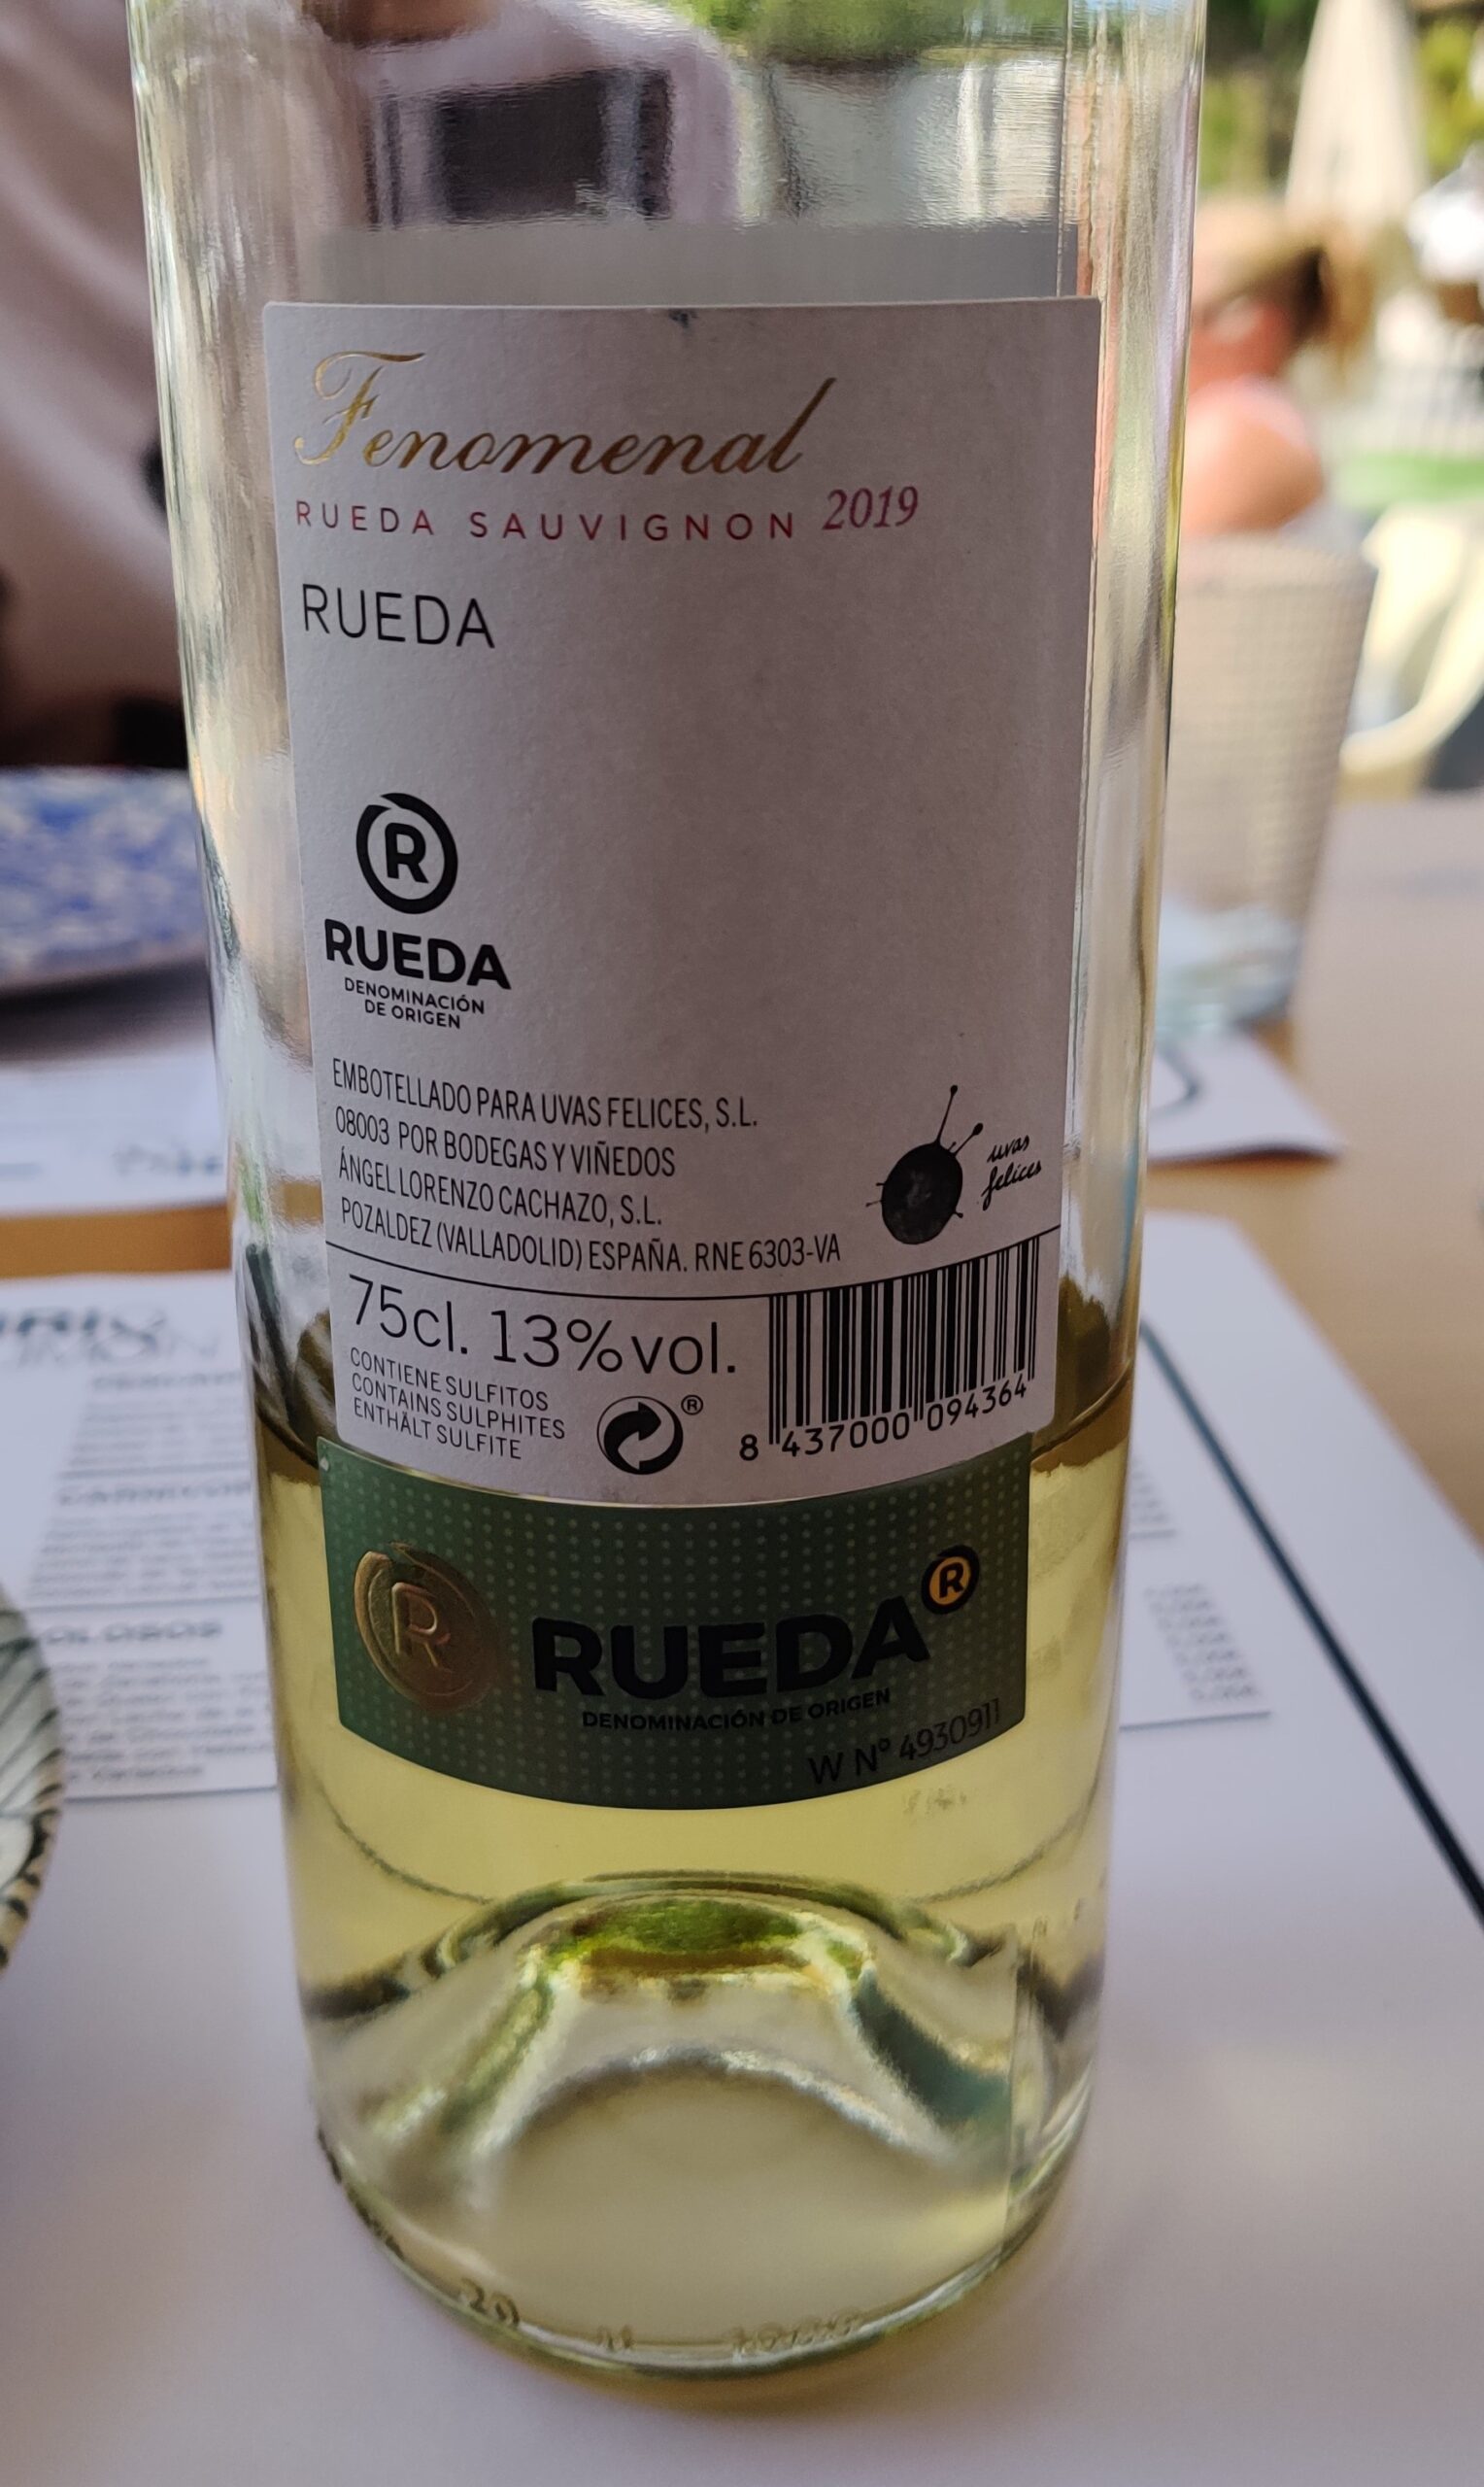 Fenomenal
RUEDA SAUVIGNON 2019
RUEDA
R
RUEDA
DENOMINACIÓN
DE ORIGEN
EMBOTELLADO PARA UVAS FELICES, S.L.
08003 POR BODEGAS Y VIÑEDOS
ÁNGEL LORENZO CACHAZO, S.L.
POZALDEZ (VALLADOLID) ESPAÑA. RNE 6303-VA
uvas
felices
75cl. 13%vol.
CONTIENE SULFITOS
CONTAINS SULPHITES
ENTHÄLT SULFITE
®
8 437000 094364
R
RUEDA ®
DENOMINACIÓN DE ORIGEN
W Nº 4930911